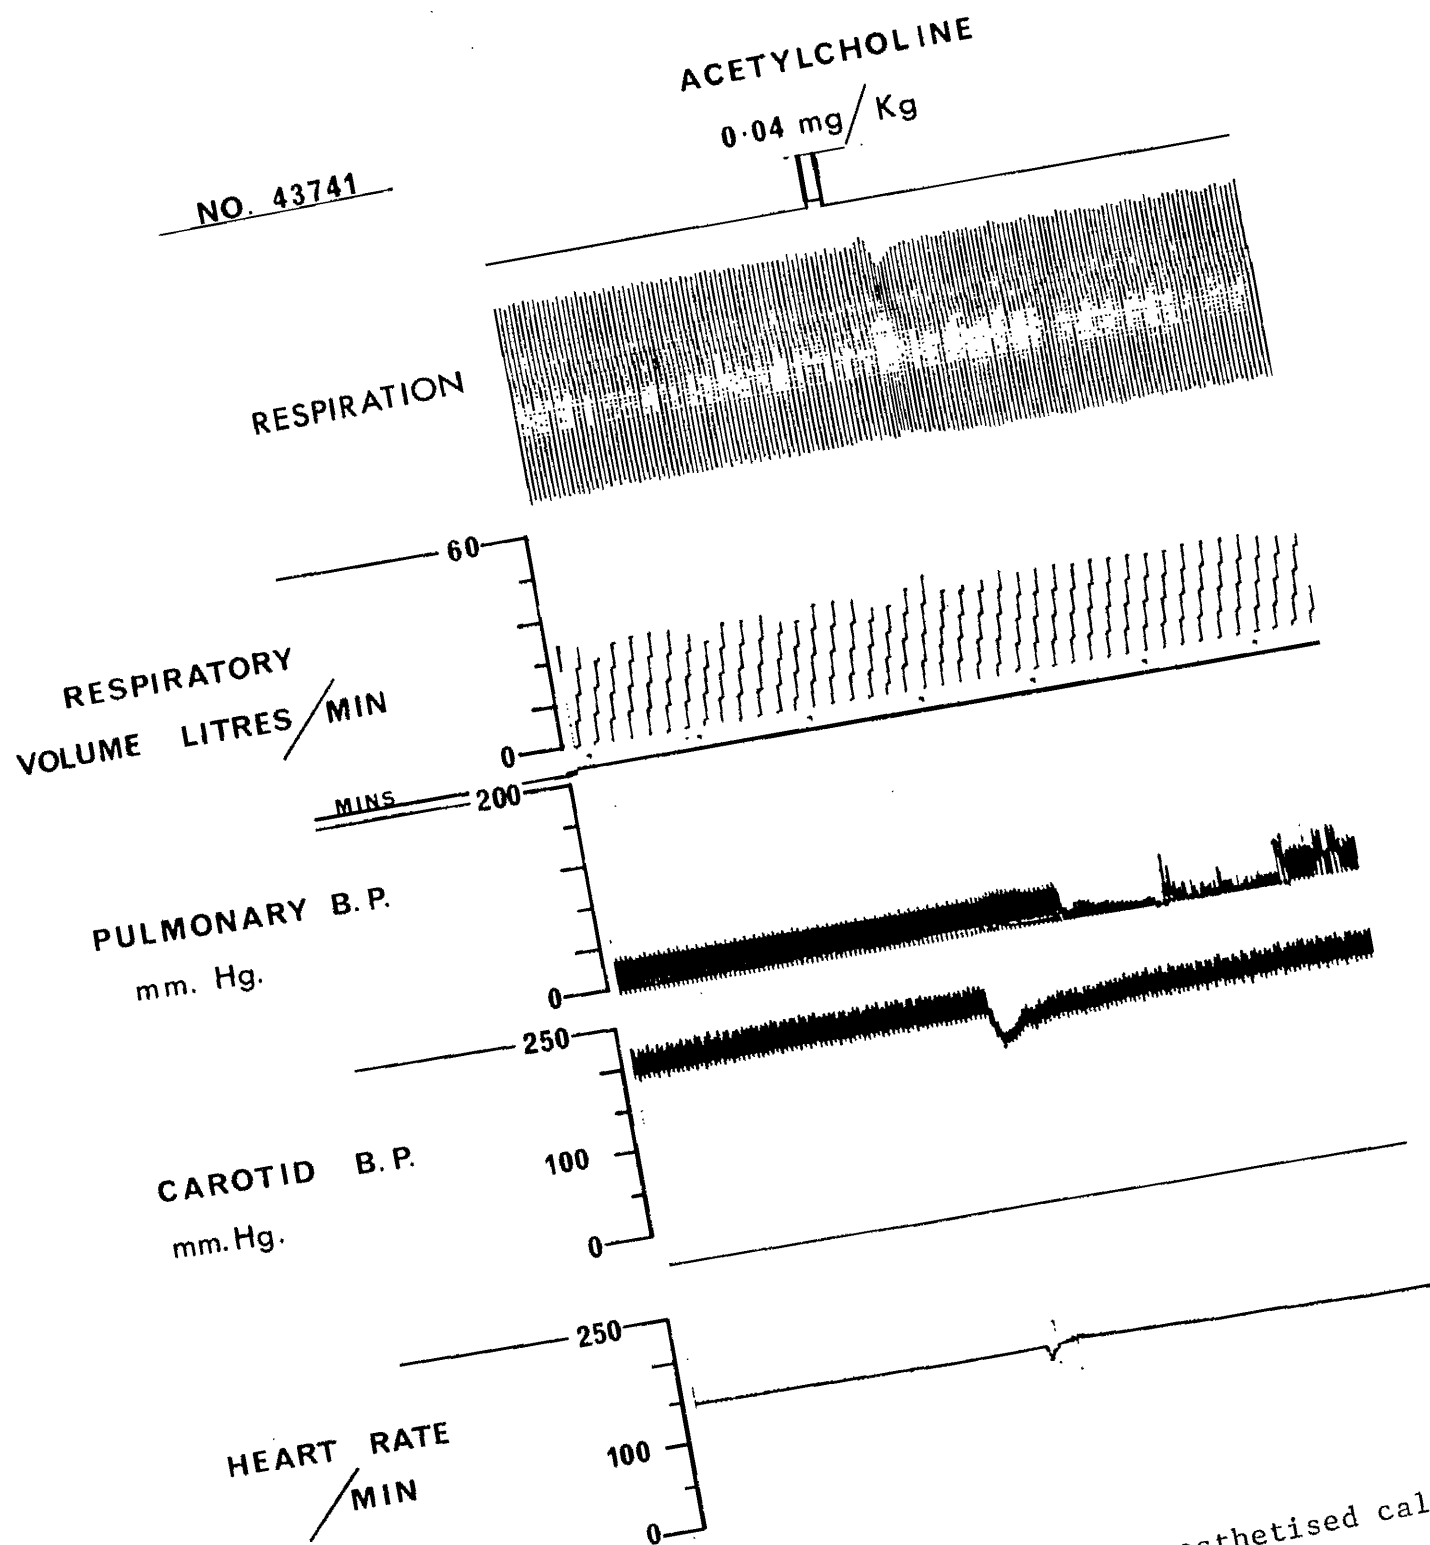 ACETYLCHOLINE
0·04 mg/Kg
NO. 43741
RESPIRATION
60
RESPIRATORY
VOLUME LITRES/MIN
0
MINS
200
PULMONARY B.P.
mm. Hg.
0
250
CAROTID B.P.
100
mm.Hg.
0
250
HEART RATE
/MIN
100
0